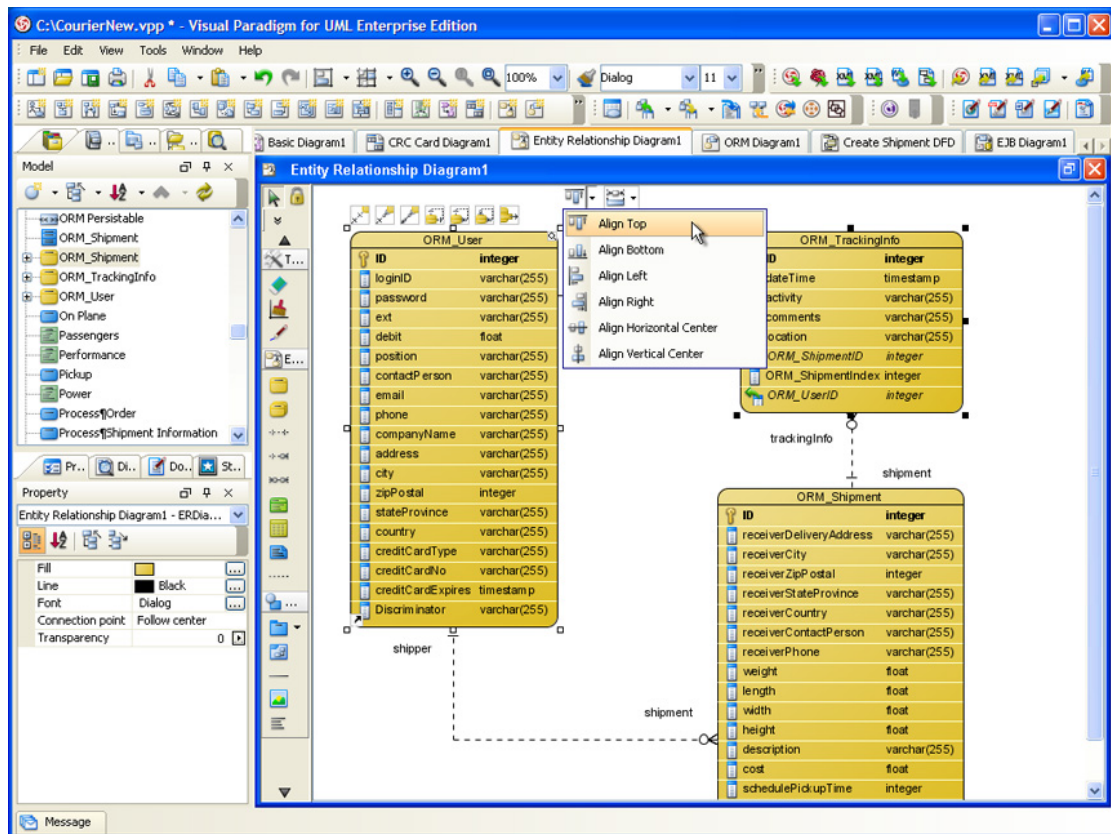 C:\CourierNew.vpp * - Visual Paradigm for UML Enterprise Edition
File Edit View Tools Window Help
100% Dialog 11
Basic Diagram1 CRC Card Diagram1 Entity Relationship Diagram1 ORM Diagram1 Create Shipment DFD EJB Diagram1
Model
ORM Persistable
ORM_Shipment
ORM_Shipment
ORM_TrackingInfo
ORM_User
On Plane
Passengers
Performance
Pickup
Power
Process¶Order
Process¶Shipment Information
Pr.. Di.. Do.. St..
Property
Entity Relationship Diagram1 - ERDia...
Fill
Line Black
Font Dialog
Connection point Follow center
Transparency 0
Entity Relationship Diagram1
T...
E...
...
Align Top
Align Bottom
Align Left
Align Right
Align Horizontal Center
Align Vertical Center
ORM_User
ID integer
loginID varchar(255)
password varchar(255)
ext varchar(255)
debit float
position varchar(255)
contactPerson varchar(255)
email varchar(255)
phone varchar(255)
companyName varchar(255)
address varchar(255)
city varchar(255)
zipPostal integer
stateProvince varchar(255)
country varchar(255)
creditCardType varchar(255)
creditCardNo varchar(255)
creditCardExpires timestamp
Discriminator varchar(255)
shipper
shipment
ORM_TrackingInfo
ID integer
dateTime timestamp
activity varchar(255)
comments varchar(255)
ocation varchar(255)
ORM_ShipmentID integer
ORM_ShipmentIndex integer
ORM_UserID integer
trackingInfo
shipment
ORM_Shipment
ID integer
receiverDeliveryAddress varchar(255)
receiverCity varchar(255)
receiverZipPostal integer
receiverStateProvince varchar(255)
receiverCountry varchar(255)
receiverContactPerson varchar(255)
receiverPhone varchar(255)
weight float
length float
width float
height float
description varchar(255)
cost float
schedulePickupTime integer
Message